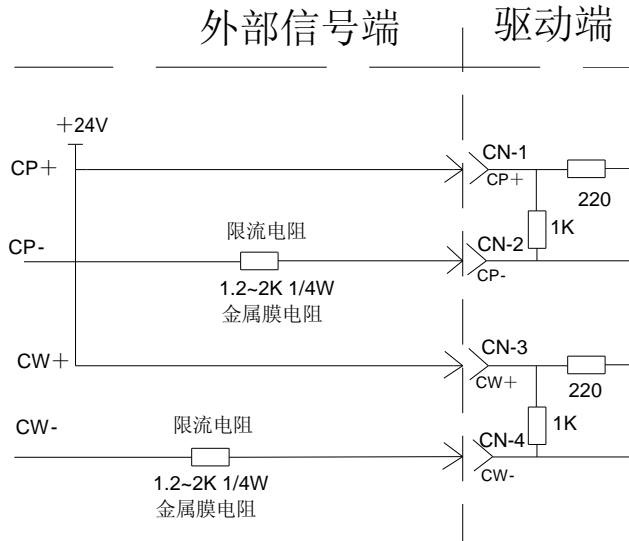 外部信号端
驱动端
+24V
CP+
CN-1
CP+
220
1K
限流电阻
CP-
CN-2
CP-
1.2~2K 1/4W
金属膜电阻
CW+
CN-3
CW+
220
1K
CW-
限流电阻
CN-4
CW-
1.2~2K 1/4W
金属膜电阻